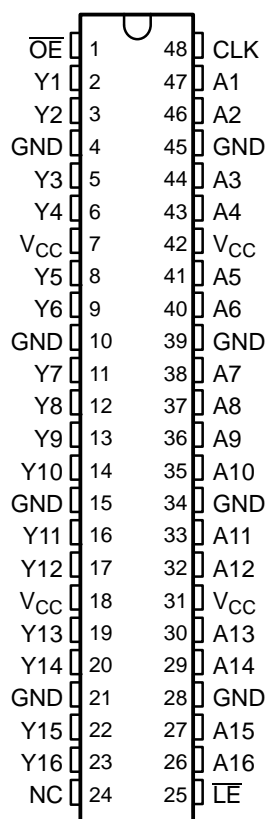 OE 1 48 CLK
Y1 2 47 A1
Y2 3 46 A2
GND 4 45 GND
Y3 5 44 A3
Y4 6 43 A4
VCC 7 42 VCC
Y5 8 41 A5
Y6 9 40 A6
GND 10 39 GND
Y7 11 38 A7
Y8 12 37 A8
Y9 13 36 A9
Y10 14 35 A10
GND 15 34 GND
Y11 16 33 A11
Y12 17 32 A12
VCC 18 31 VCC
Y13 19 30 A13
Y14 20 29 A14
GND 21 28 GND
Y15 22 27 A15
Y16 23 26 A16
NC 24 25 LE